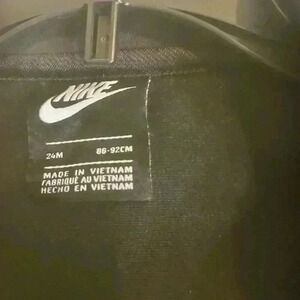 NIKE
24M 86-92CM
MADE IN VIETNAM
FABRIQUÉ AU VIETNAM
HECHO EN VIETNAM